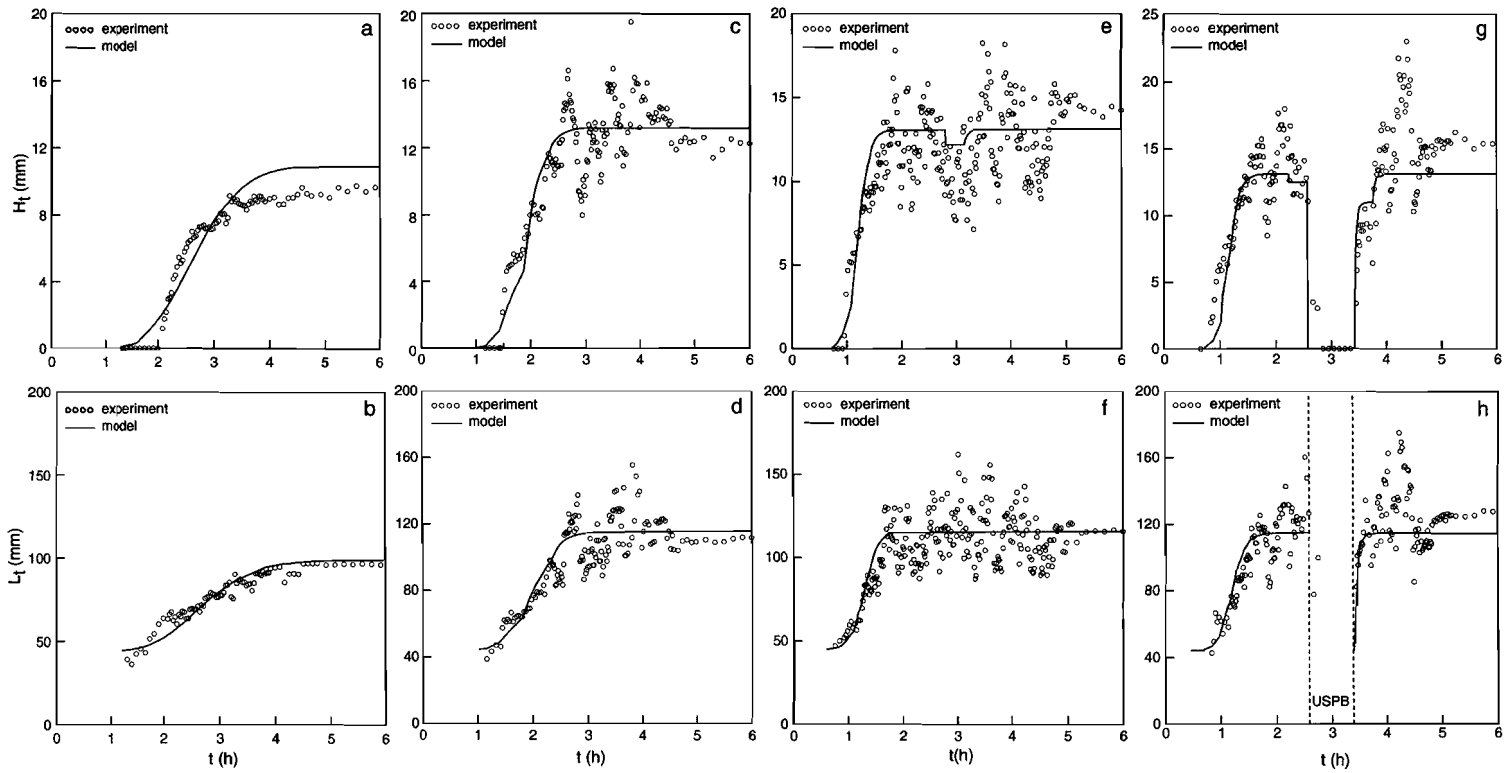 20
16
12
8
4
0
H_t (mm)
experiment
model
a
0 1 2 3 4 5 6
20
16
12
8
4
0
experiment
model
c
0 1 2 3 4 5 6
20
15
10
5
0
experiment
model
e
0 1 2 3 4 5 6
25
20
15
10
5
0
experiment
model
g
0 1 2 3 4 5 6
200
150
100
50
0
L_t (mm)
experiment
model
b
0 1 2 3 4 5 6
t (h)
200
160
120
80
40
0
experiment
model
d
0 1 2 3 4 5 6
t (h)
200
150
100
50
0
experiment
model
f
0 1 2 3 4 5 6
t(h)
200
160
120
80
40
0
experiment
model
h
USPB
0 1 2 3 4 5 6
t (h)